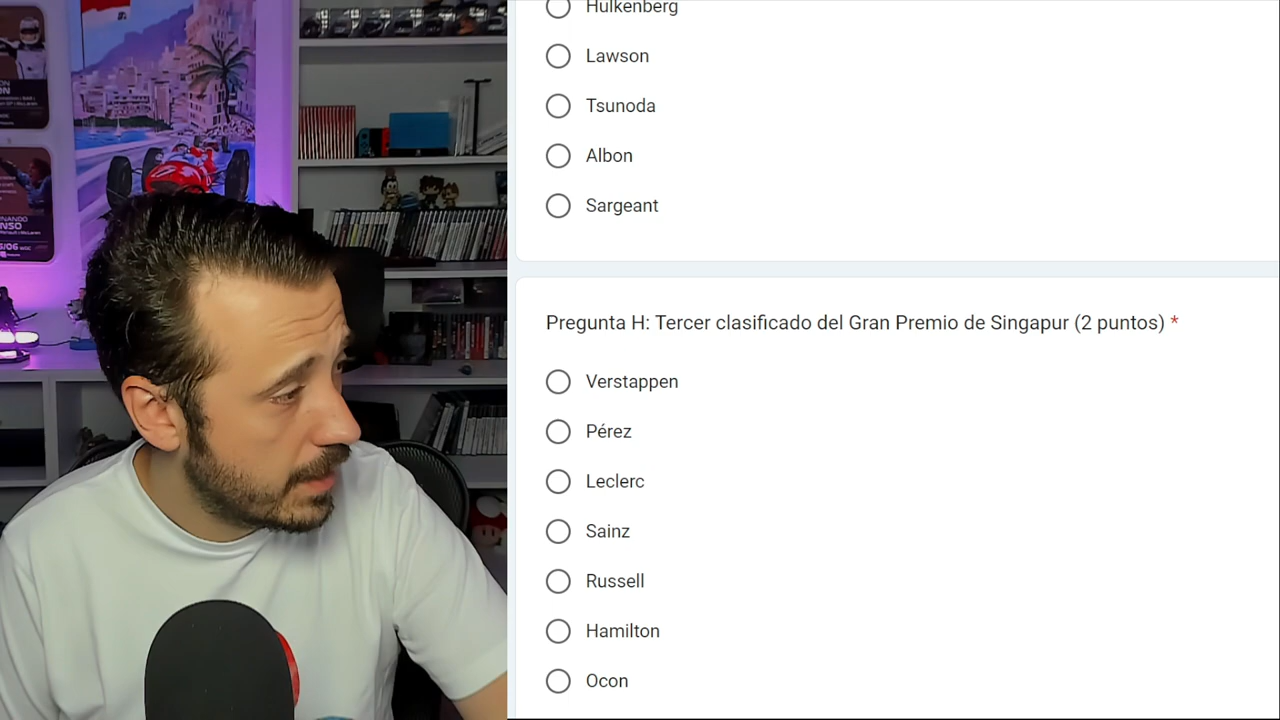 Hulkenberg
Lawson
Tsunoda
Albon
Sargeant
Pregunta H: Tercer clasificado del Gran Premio de Singapur (2 puntos) *
Verstappen
Pérez
Leclerc
Sainz
Russell
Hamilton
Ocon